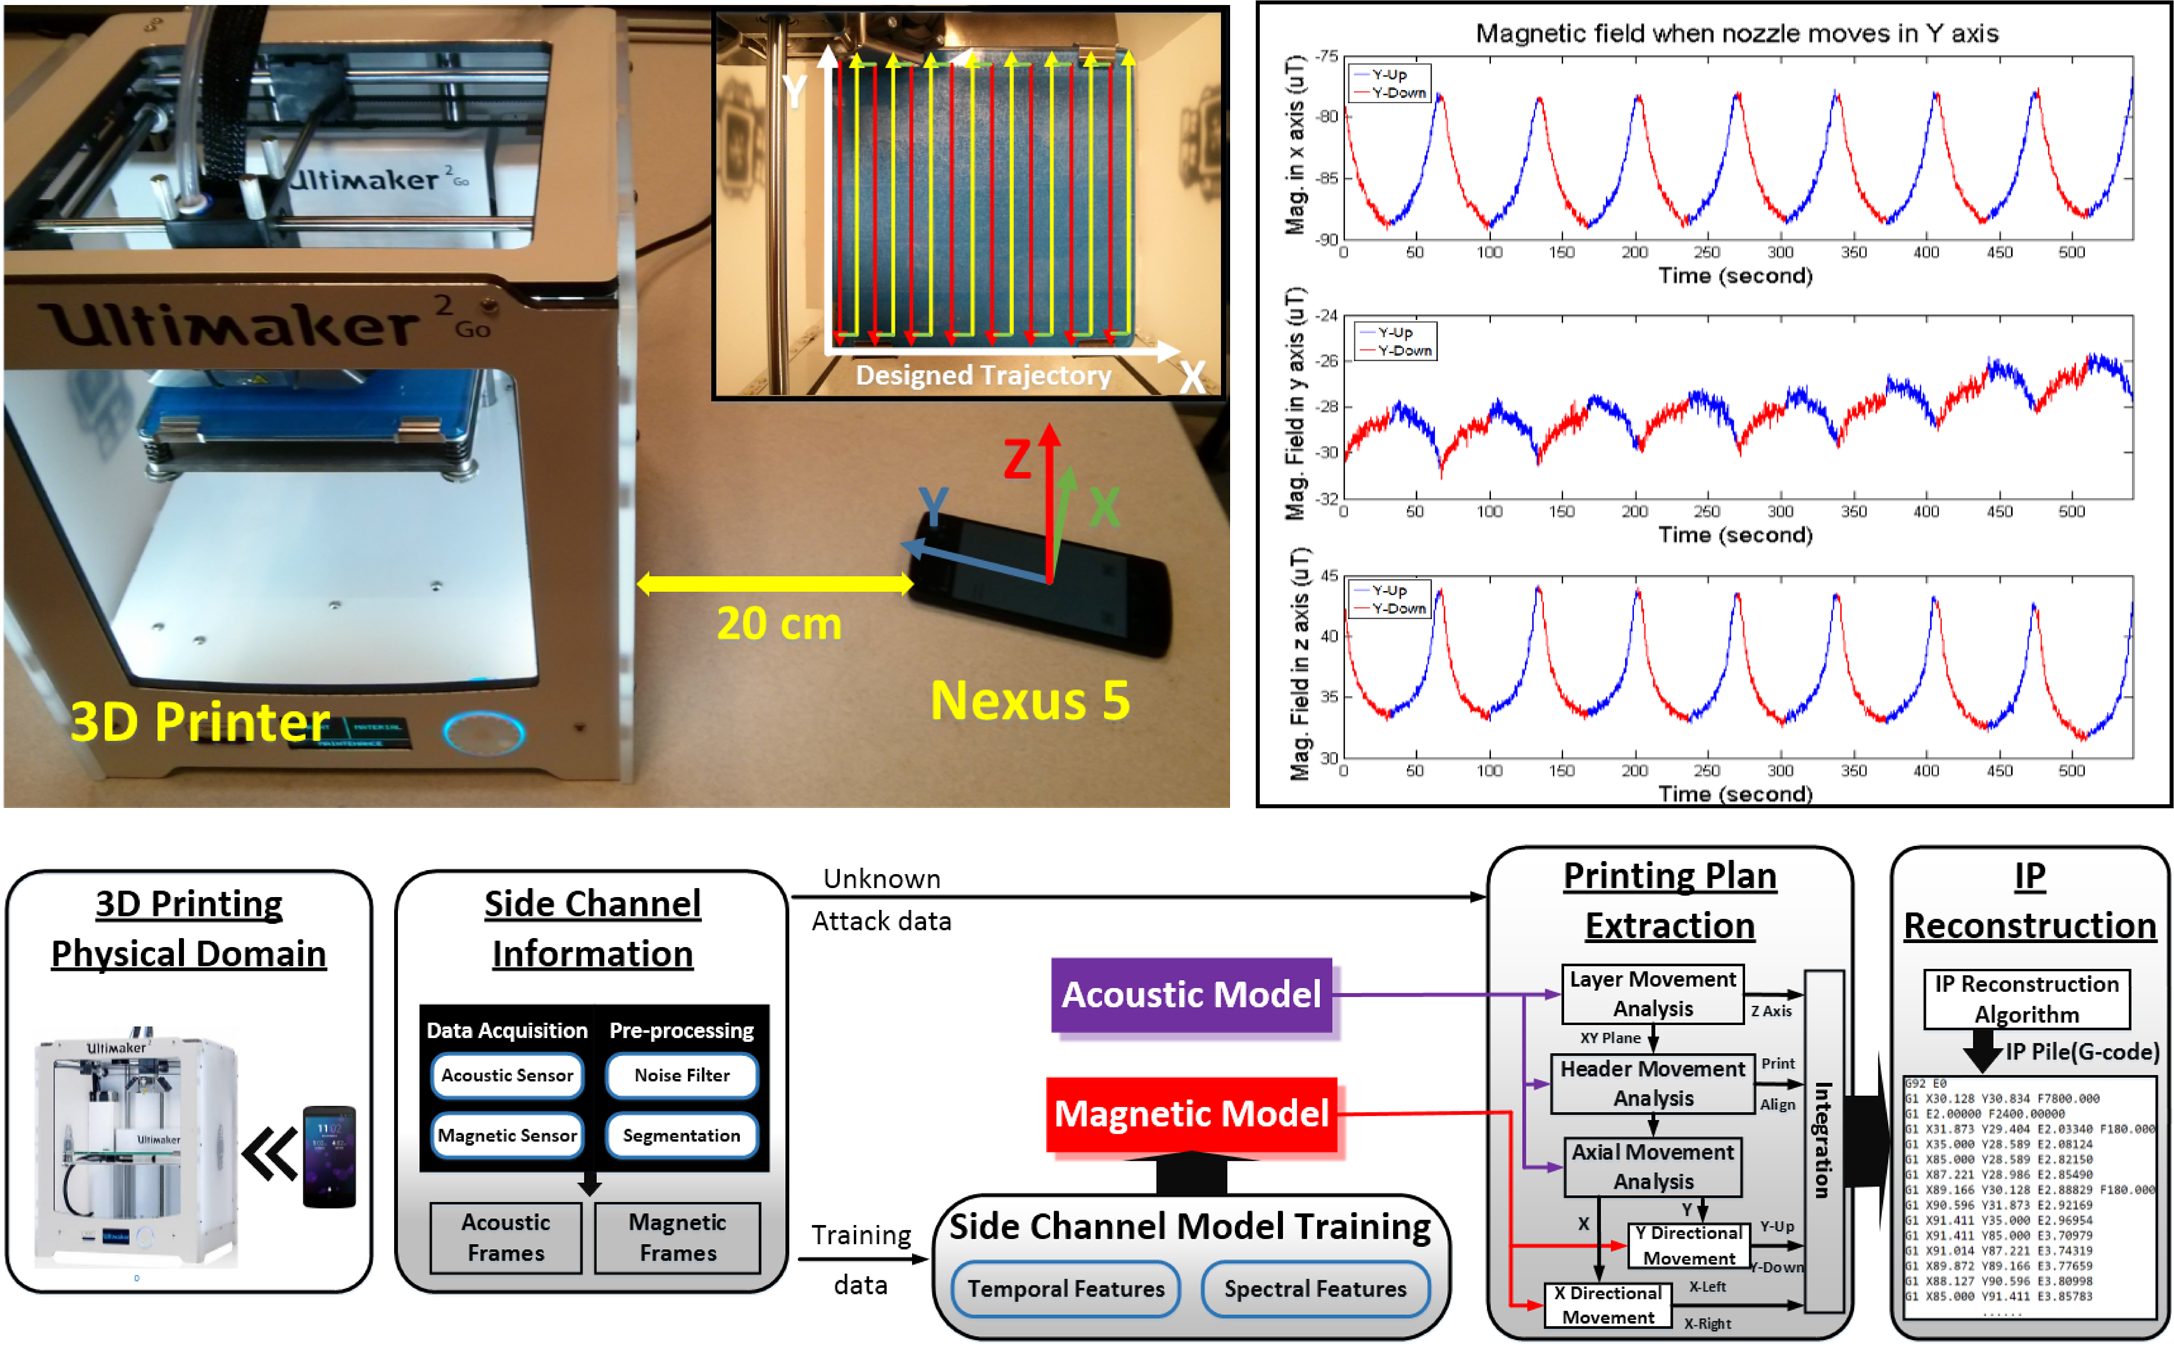 Ultimaker 2 Go
Ultimaker 2 Go
3D Printer
MATERIAL
MAINTENANCE
Y
X
Designed Trajectory
Z
Y
X
20 cm
Nexus 5
Magnetic field when nozzle moves in Y axis
Mag. in x axis (uT)
-75
-80
-85
-90
Y-Up
Y-Down
0 50 100 150 200 250 300 350 400 450 500
Time (second)
Mag. Field in y axis (uT)
-24
-26
-28
-30
-32
Y-Up
Y-Down
0 50 100 150 200 250 300 350 400 450 500
Time (second)
Mag. Field in z axis (uT)
45
40
35
30
Y-Up
Y-Down
0 50 100 150 200 250 300 350 400 450 500
Time (second)
3D Printing
Physical Domain
Ultimaker 2
Ultimaker
11:02
0
Side Channel
Information
Data Acquisition
Acoustic Sensor
Magnetic Sensor
Pre-processing
Noise Filter
Segmentation
Acoustic
Frames
Magnetic
Frames
Unknown
Attack data
Training
data
Acoustic Model
Magnetic Model
Side Channel Model Training
Temporal Features
Spectral Features
Printing Plan
Extraction
Layer Movement
Analysis
Z Axis
XY Plane
Header Movement
Analysis
Print
Align
Axial Movement
Analysis
X
Y
Y Directional
Movement
Y-Up
Y-Down
X Directional
Movement
X-Left
X-Right
Integration
IP
Reconstruction
IP Reconstruction
Algorithm
IP Pile(G-code)
G92 E0
G1 X30.128 Y30.834 F7800.000
G1 E2.00000 F2400.00000
G1 X31.873 Y29.404 E2.03340 F180.000
G1 X35.000 Y28.589 E2.08124
G1 X85.000 Y28.589 E2.82150
G1 X87.221 Y28.986 E2.85490
G1 X89.166 Y30.128 E2.88829 F180.000
G1 X90.596 Y31.873 E2.92169
G1 X91.411 Y35.000 E2.96954
G1 X91.411 Y85.000 E3.70979
G1 X91.014 Y87.221 E3.74319
G1 X89.872 Y89.166 E3.77659
G1 X88.127 Y90.596 E3.80998
G1 X85.000 Y91.411 E3.85783
......